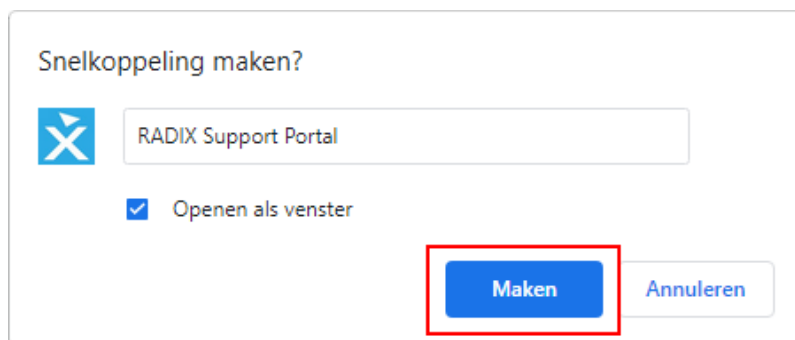 Snelkoppeling maken?
RADIX Support Portal
Openen als venster
Maken Annuleren